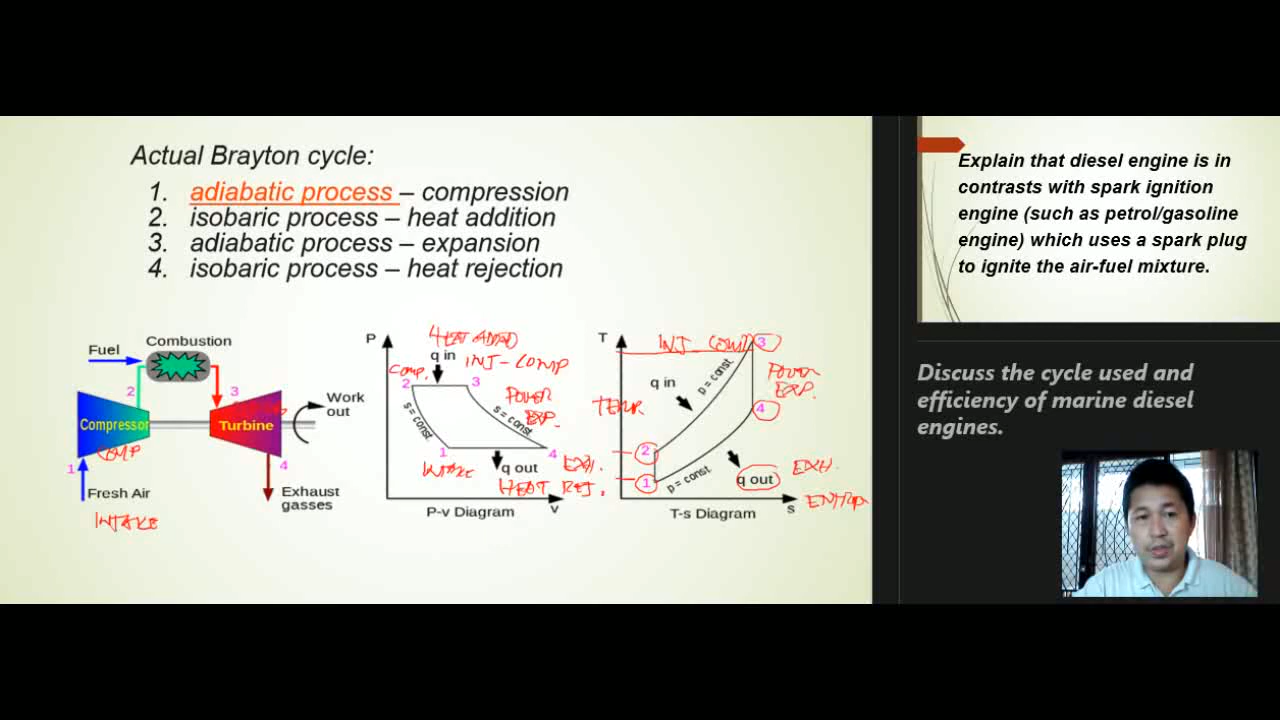 Actual Brayton cycle:
1. adiabatic process – compression
2. isobaric process – heat addition
3. adiabatic process – expansion
4. isobaric process – heat rejection
Fuel
Combustion
2
3
Compressor
Turbine
Work
out
COMP
1
4
Fresh Air
Exhaust
gasses
INTAKE
P
HEAT ADDED
q in
INJ-COMP
COMP.
2
3
POWER
EXP.
s = const.
s = const.
1
4
INTAKE
q out
EXH.
HEAT REJ.
P-v Diagram
v
T
INJ COMP
3
p = const.
q in
POWER
EXP.
TEMP
4
2
1
p = const.
q out
EXH.
T-s Diagram
s
Explain that diesel engine is in
contrasts with spark ignition
engine (such as petrol/gasoline
engine) which uses a spark plug
to ignite the air-fuel mixture.
Discuss the cycle used and
efficiency of marine diesel
engines.